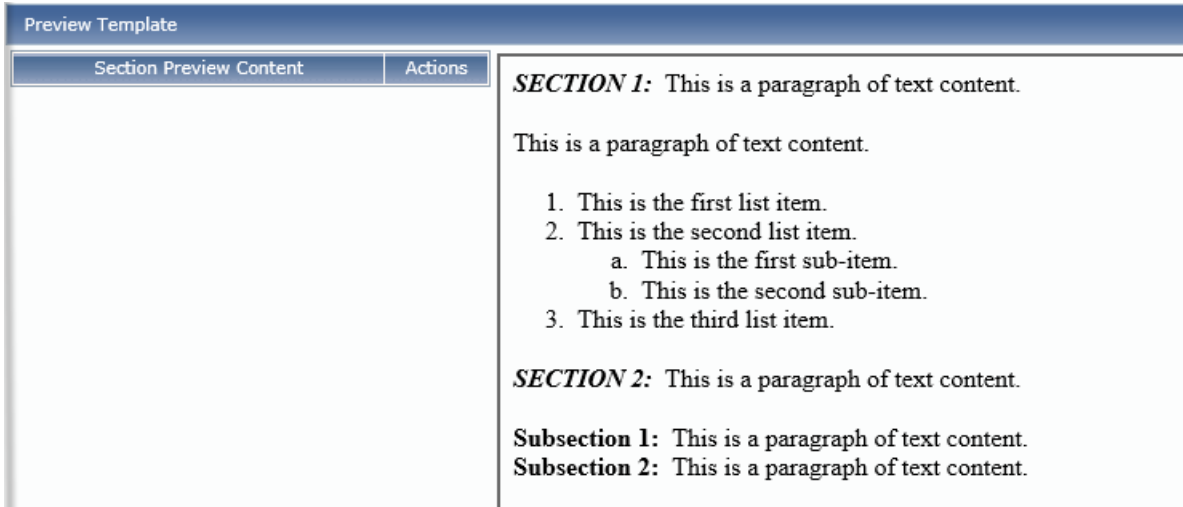 Preview Template
Section Preview Content Actions
SECTION 1: This is a paragraph of text content.
This is a paragraph of text content.
1. This is the first list item.
2. This is the second list item.
a. This is the first sub-item.
b. This is the second sub-item.
3. This is the third list item.
SECTION 2: This is a paragraph of text content.
Subsection 1: This is a paragraph of text content.
Subsection 2: This is a paragraph of text content.